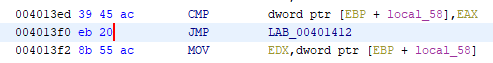 004013ed 39 45 ac CMP dword ptr [EBP + local_58],EAX
004013f0 eb 20 JMP LAB_00401412
004013f2 8b 55 ac MOV EDX,dword ptr [EBP + local_58]